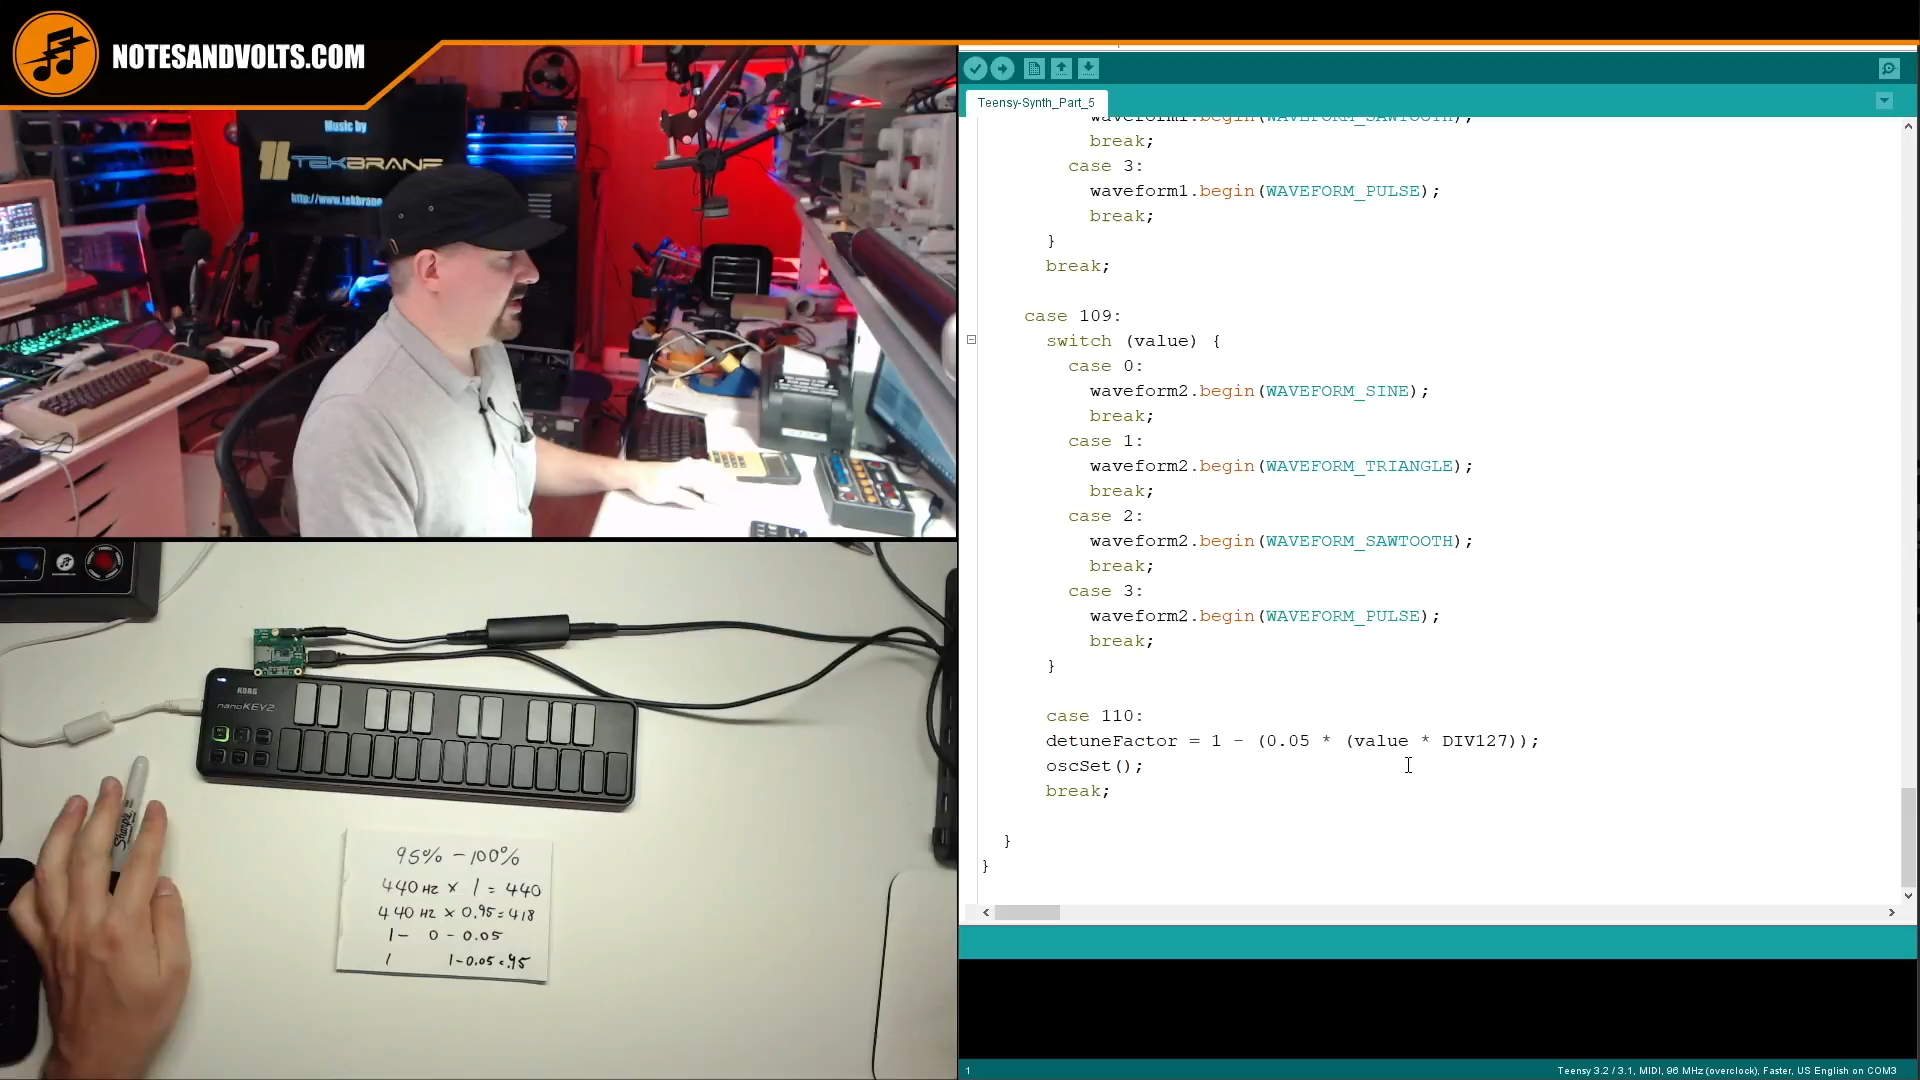 NOTESANDVOLTS.COM
Music by
TEKBRANE
http://www.tekbrane
KORG
nanoKEY2
Sharpie
95% - 100%
440 Hz x 1 = 440
440 Hz x 0.95 = 418
1 - 0 - 0.05
1 1-0.05 = .95
Teensy-Synth_Part_5
waveform1.begin(WAVEFORM_SAWTOOTH);
break;
case 3:
waveform1.begin(WAVEFORM_PULSE);
break;
}
break;
case 109:
switch (value) {
case 0:
waveform2.begin(WAVEFORM_SINE);
break;
case 1:
waveform2.begin(WAVEFORM_TRIANGLE);
break;
case 2:
waveform2.begin(WAVEFORM_SAWTOOTH);
break;
case 3:
waveform2.begin(WAVEFORM_PULSE);
break;
}
case 110:
detuneFactor = 1 - (0.05 * (value * DIV127));
oscSet();
break;
}
}
1
Teensy 3.2 / 3.1, MIDI, 96 MHz (overclock), Faster, US English on COM3